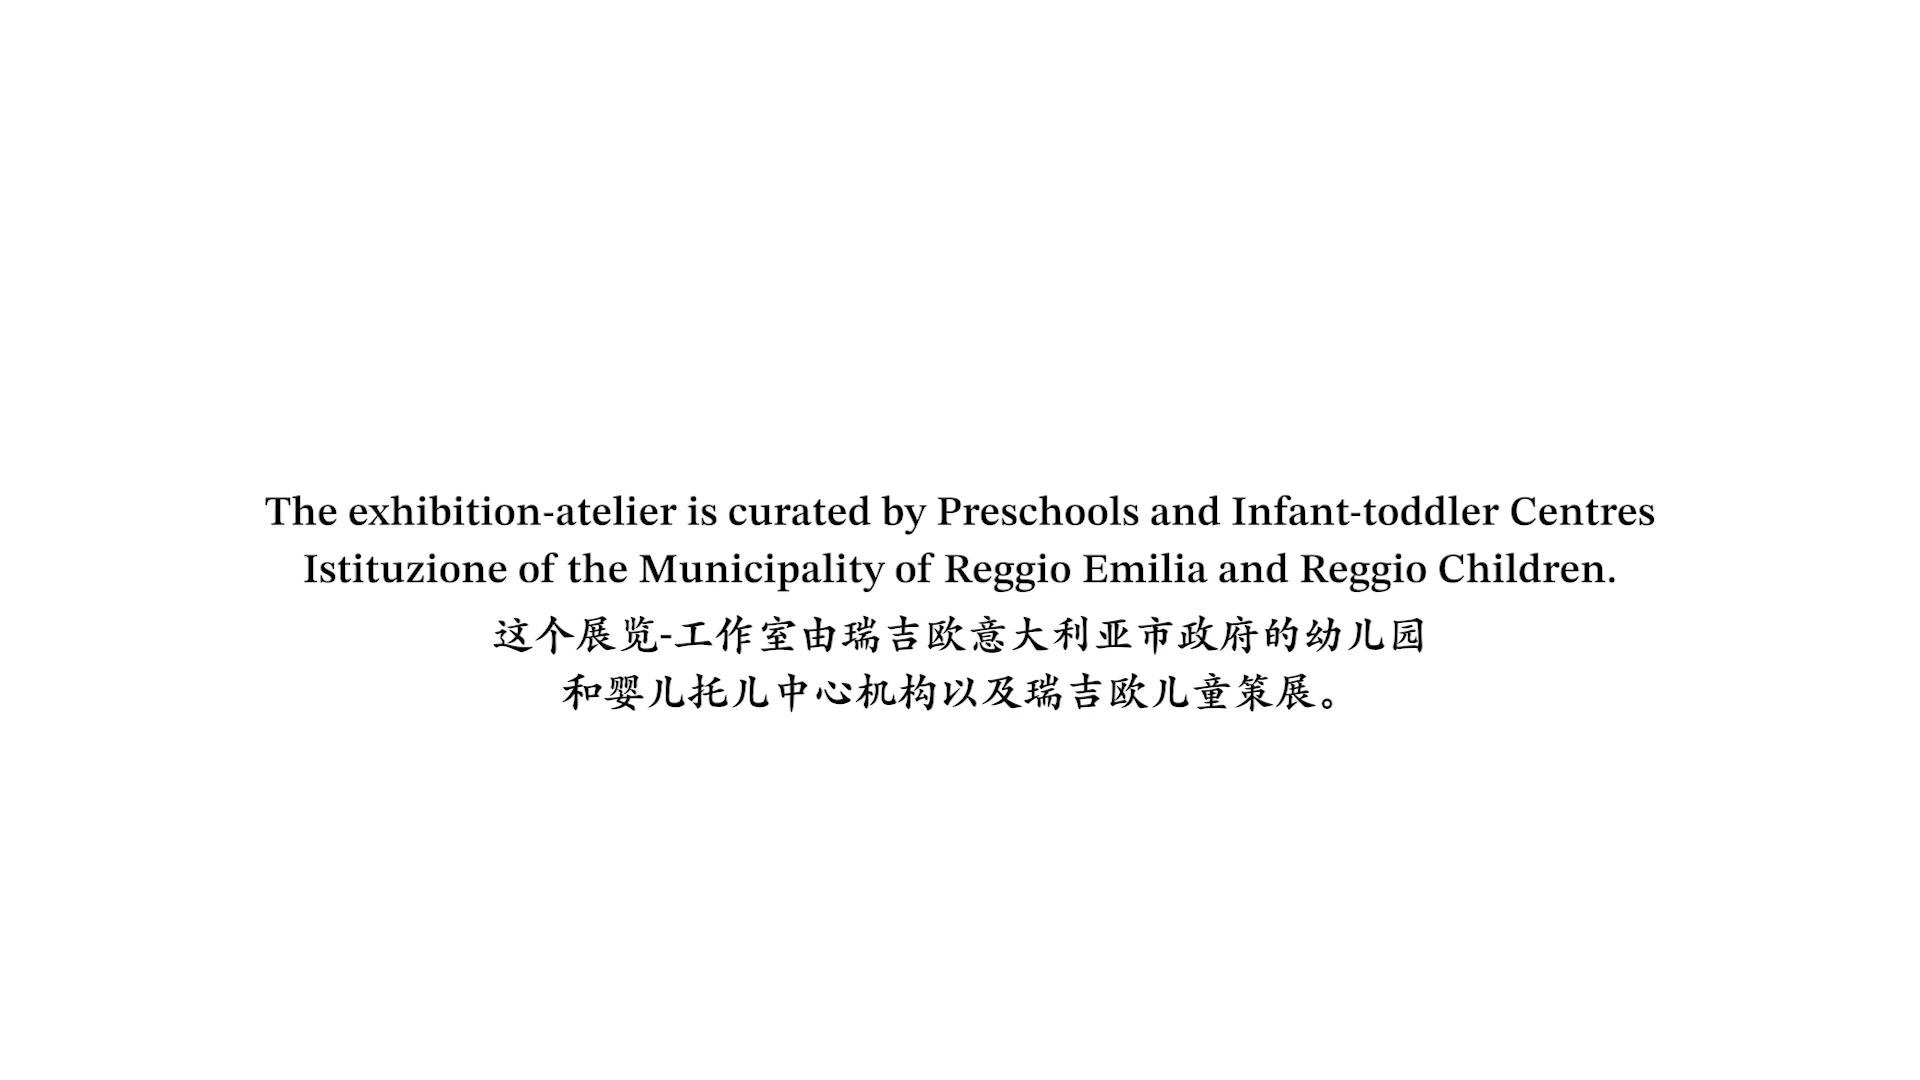 The exhibition-atelier is curated by Preschools and Infant-toddler Centres
Istituzione of the Municipality of Reggio Emilia and Reggio Children.
这个展览-工作室由瑞吉欧意大利亚市政府的幼儿园
和婴儿托儿中心机构以及瑞吉欧儿童策展。